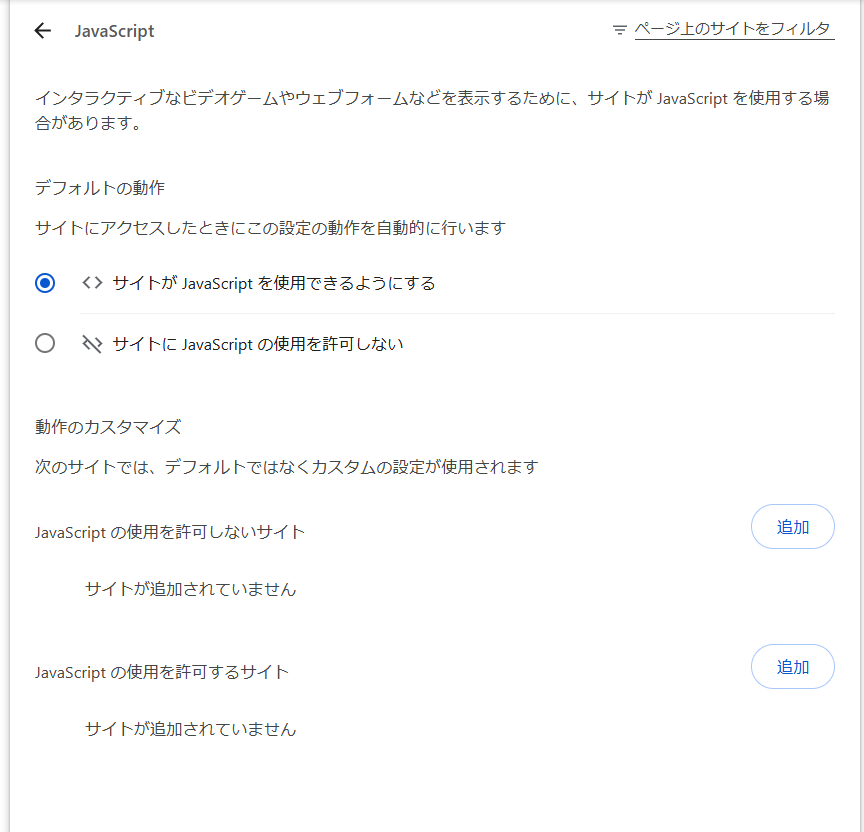 JavaScript
ページ上のサイトをフィルタ
インタラクティブなビデオゲームやウェブフォームなどを表示するために、サイトが JavaScript を使用する場
合があります。
デフォルトの動作
サイトにアクセスしたときにこの設定の動作を自動的に行います
サイトが JavaScript を使用できるようにする
サイトに JavaScript の使用を許可しない
動作のカスタマイズ
次のサイトでは、デフォルトではなくカスタムの設定が使用されます
JavaScript の使用を許可しないサイト
追加
サイトが追加されていません
JavaScript の使用を許可するサイト
追加
サイトが追加されていません